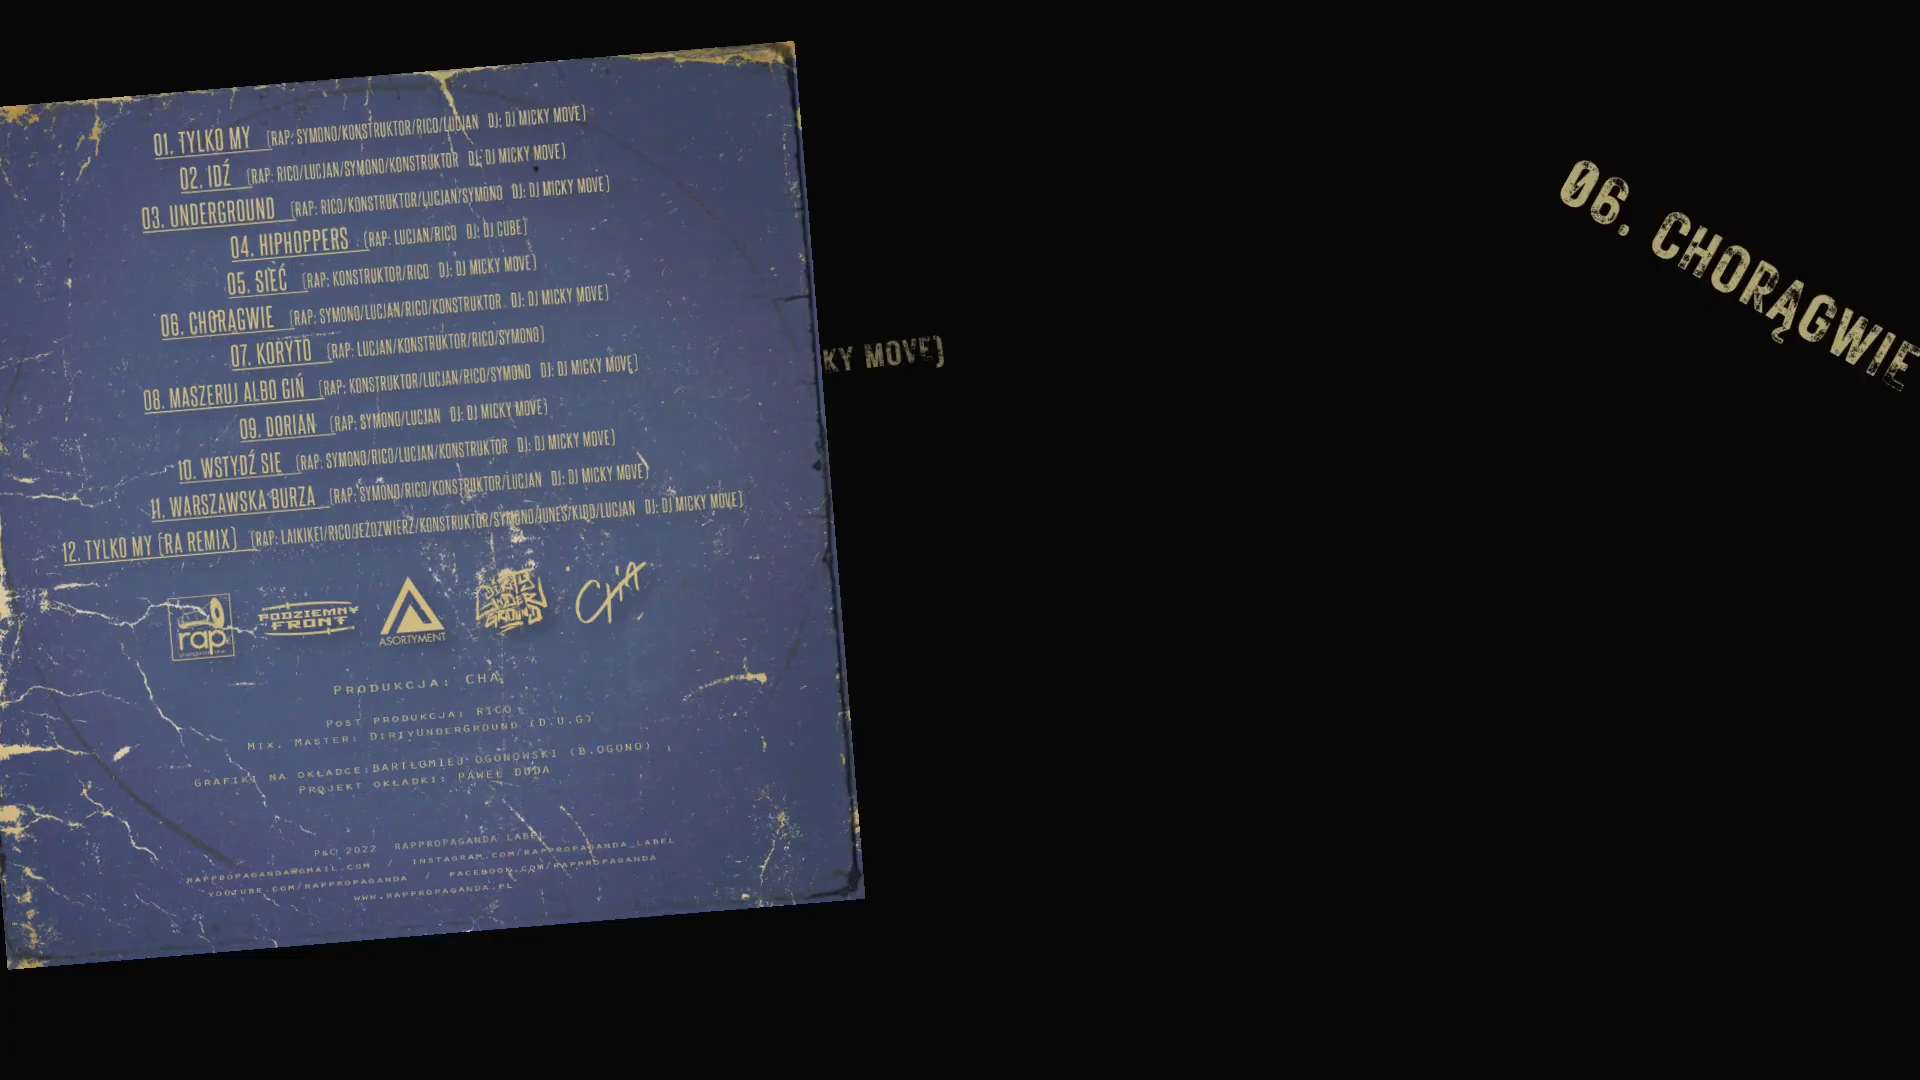 01. TYLKO MY (RAP: SYMONO/KONSTRUKTOR/RICO/LUCJAN DJ: DJ MICKY MOVE)
02. IDŹ (RAP: RICO/LUCJAN/SYMONO/KONSTRUKTOR DJ: DJ MICKY MOVE)
03. UNDERGROUND (RAP: RICO/KONSTRUKTOR/LUCJAN/SYMONO DJ: DJ MICKY MOVE)
04. HIPHOPPERS (RAP: LUCJAN/RICO DJ: DJ CUBE)
05. SIEĆ (RAP: KONSTRUKTOR/RICO DJ: DJ MICKY MOVE)
06. CHORĄGWIE (RAP: SYMONO/LUCJAN/RICO/KONSTRUKTOR DJ: DJ MICKY MOVE)
07. KORYTO (RAP: LUCJAN/KONSTRUKTOR/RICO/SYMONO)
08. MASZERUJ ALBO GIŃ (RAP: KONSTRUKTOR/LUCJAN/RICO/SYMONO DJ: DJ MICKY MOVE)
09. DORIAN (RAP: SYMONO/LUCJAN DJ: DJ MICKY MOVE)
10. WSTYDŹ SIĘ (RAP: SYMONO/RICO/LUCJAN/KONSTRUKTOR DJ: DJ MICKY MOVE)
11. WARSZAWSKA BURZA (RAP: SYMONO/RICO/KONSTRUKTOR/LUCJAN DJ: DJ MICKY MOVE)
12. TYLKO MY (RA REMIX) (RAP: LAIKIKE1/RICO/JEŻOZWIERZ/KONSTRUKTOR/SYMONO/JUNES/KIDD/LUCJAN DJ: DJ MICKY MOVE)
rap
PODZIEMNY
FRONT
ASORTYMENT
DIRTY
UNDER
GROUND
PRODUKCJA: CHA
POST PRODUKCJA: RICO
MIX, MASTER: DIRTYUNDERGROUND (D.U.G)
GRAFIKI NA OKŁADCE: BARTŁOMIEJ OGONOWSKI (B.OGONO)
PROJEKT OKŁADKI: PAWEŁ DUDA
P&C 2022 RAPPROPAGANDA LABEL
RAPPROPAGANDA@GMAIL.COM / INSTAGRAM.COM/RAPPROPAGANDA_LABEL
YOUTUBE.COM/RAPPROPAGANDA / FACEBOOK.COM/RAPPROPAGANDA
WWW.RAPPROPAGANDA.PL
KY MOVE)
06. CHORĄGWIE